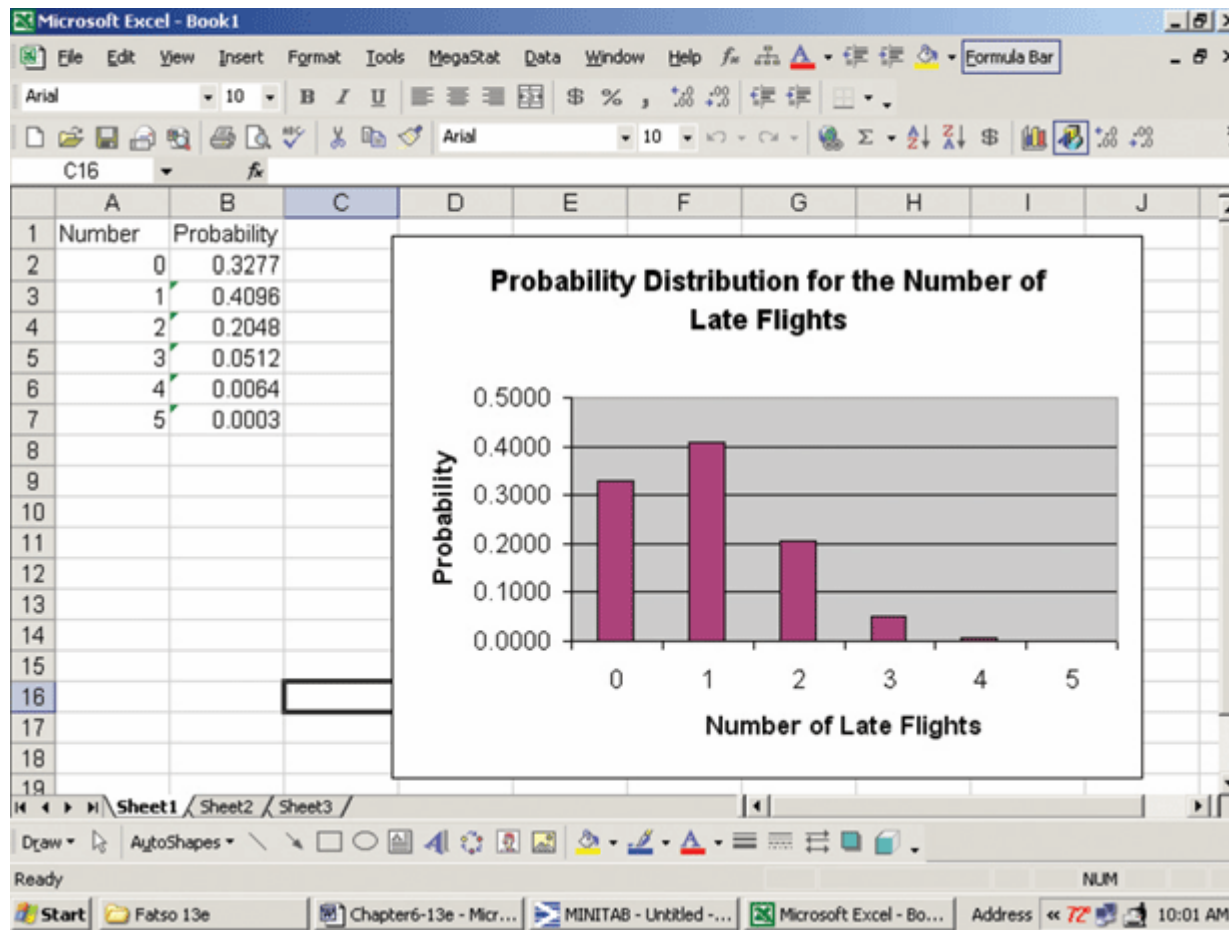 Microsoft Excel - Book1
File Edit View Insert Format Tools MegaStat Data Window Help Formula Bar
Arial 10 B I U $ % ,
Arial 10 Σ $
C16 fx
A B C D E F G H I J
1 Number Probability
2 0 0.3277
3 1 0.4096
4 2 0.2048
5 3 0.0512
6 4 0.0064
7 5 0.0003
8
9
10
11
12
13
14
15
16
17
18
19
Probability Distribution for the Number of
Late Flights
Probability
0.5000
0.4000
0.3000
0.2000
0.1000
0.0000
0 1 2 3 4 5
Number of Late Flights
Sheet1 Sheet2 Sheet3
Draw AutoShapes
Ready NUM
Start Fatso 13e Chapter6-13e - Micr... MINITAB - Untitled -... Microsoft Excel - Bo... Address « 72° 10:01 AM